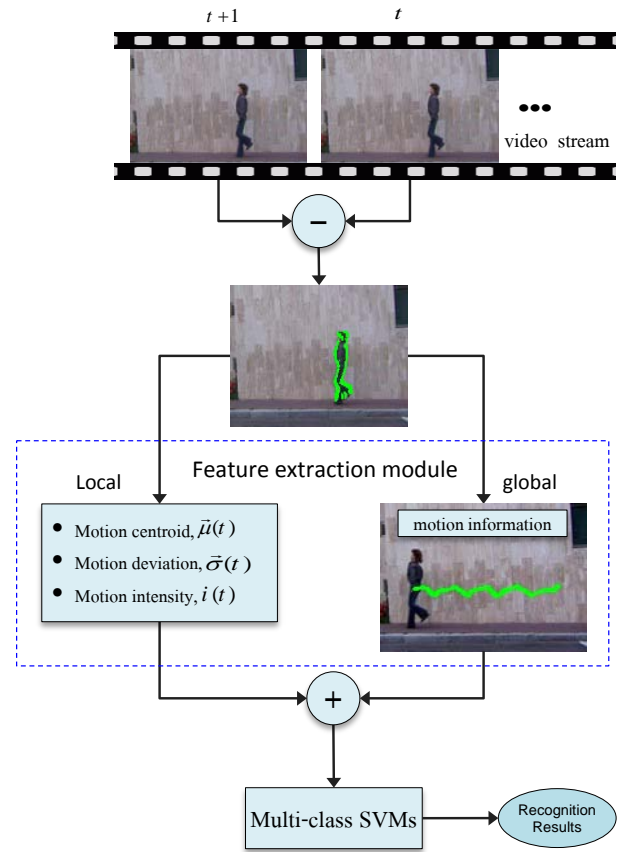 t+1
t
•••
video stream
−
Feature extraction module
Local
global
• Motion centroid, μ⃗(t)
• Motion deviation, σ⃗(t)
• Motion intensity, i(t)
motion information
+
Multi-class SVMs
Recognition
Results